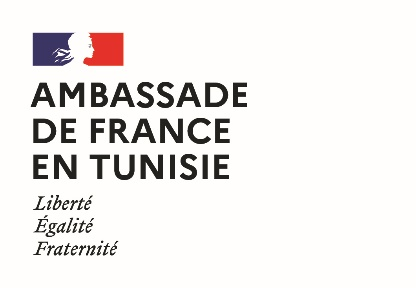 AMBASSADE
DE FRANCE
EN TUNISIE
Liberté
Égalité
Fraternité